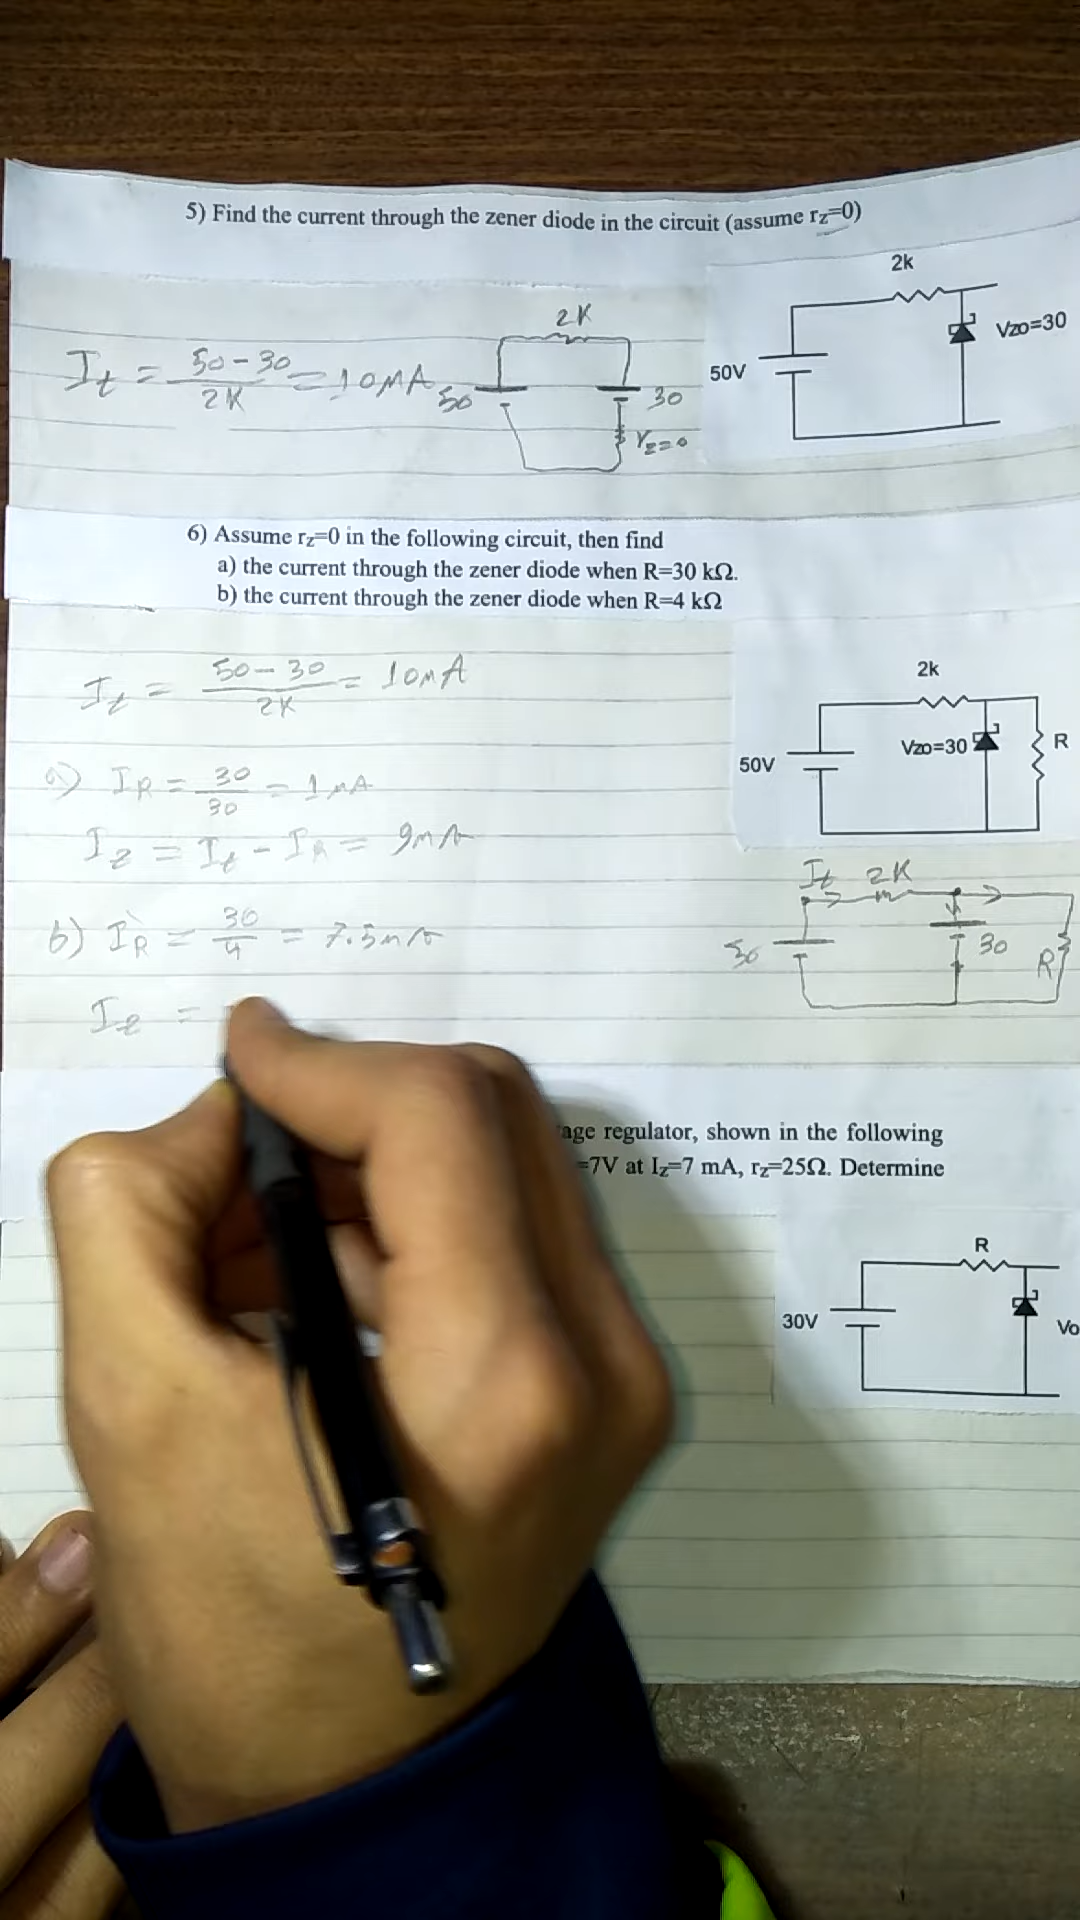 5) Find the current through the zener diode in the circuit (assume rz=0)
2k
50V
Vzo=30
It = 50-30 / 2K = 10mA
2K
50
30
rz=0
6) Assume rz=0 in the following circuit, then find
a) the current through the zener diode when R=30 kΩ.
b) the current through the zener diode when R=4 kΩ
2k
50V
Vzo=30
R
It = 50-30 / 2K = 10mA
a) IR = 30/30 = 1mA
Iz = It - IR = 9mA
b) IR = 30/4 = 7.5mA
Iz =
It 2K
30
R
age regulator, shown in the following
=7V at Iz=7 mA, rz=25Ω. Determine
R
30V
Vo